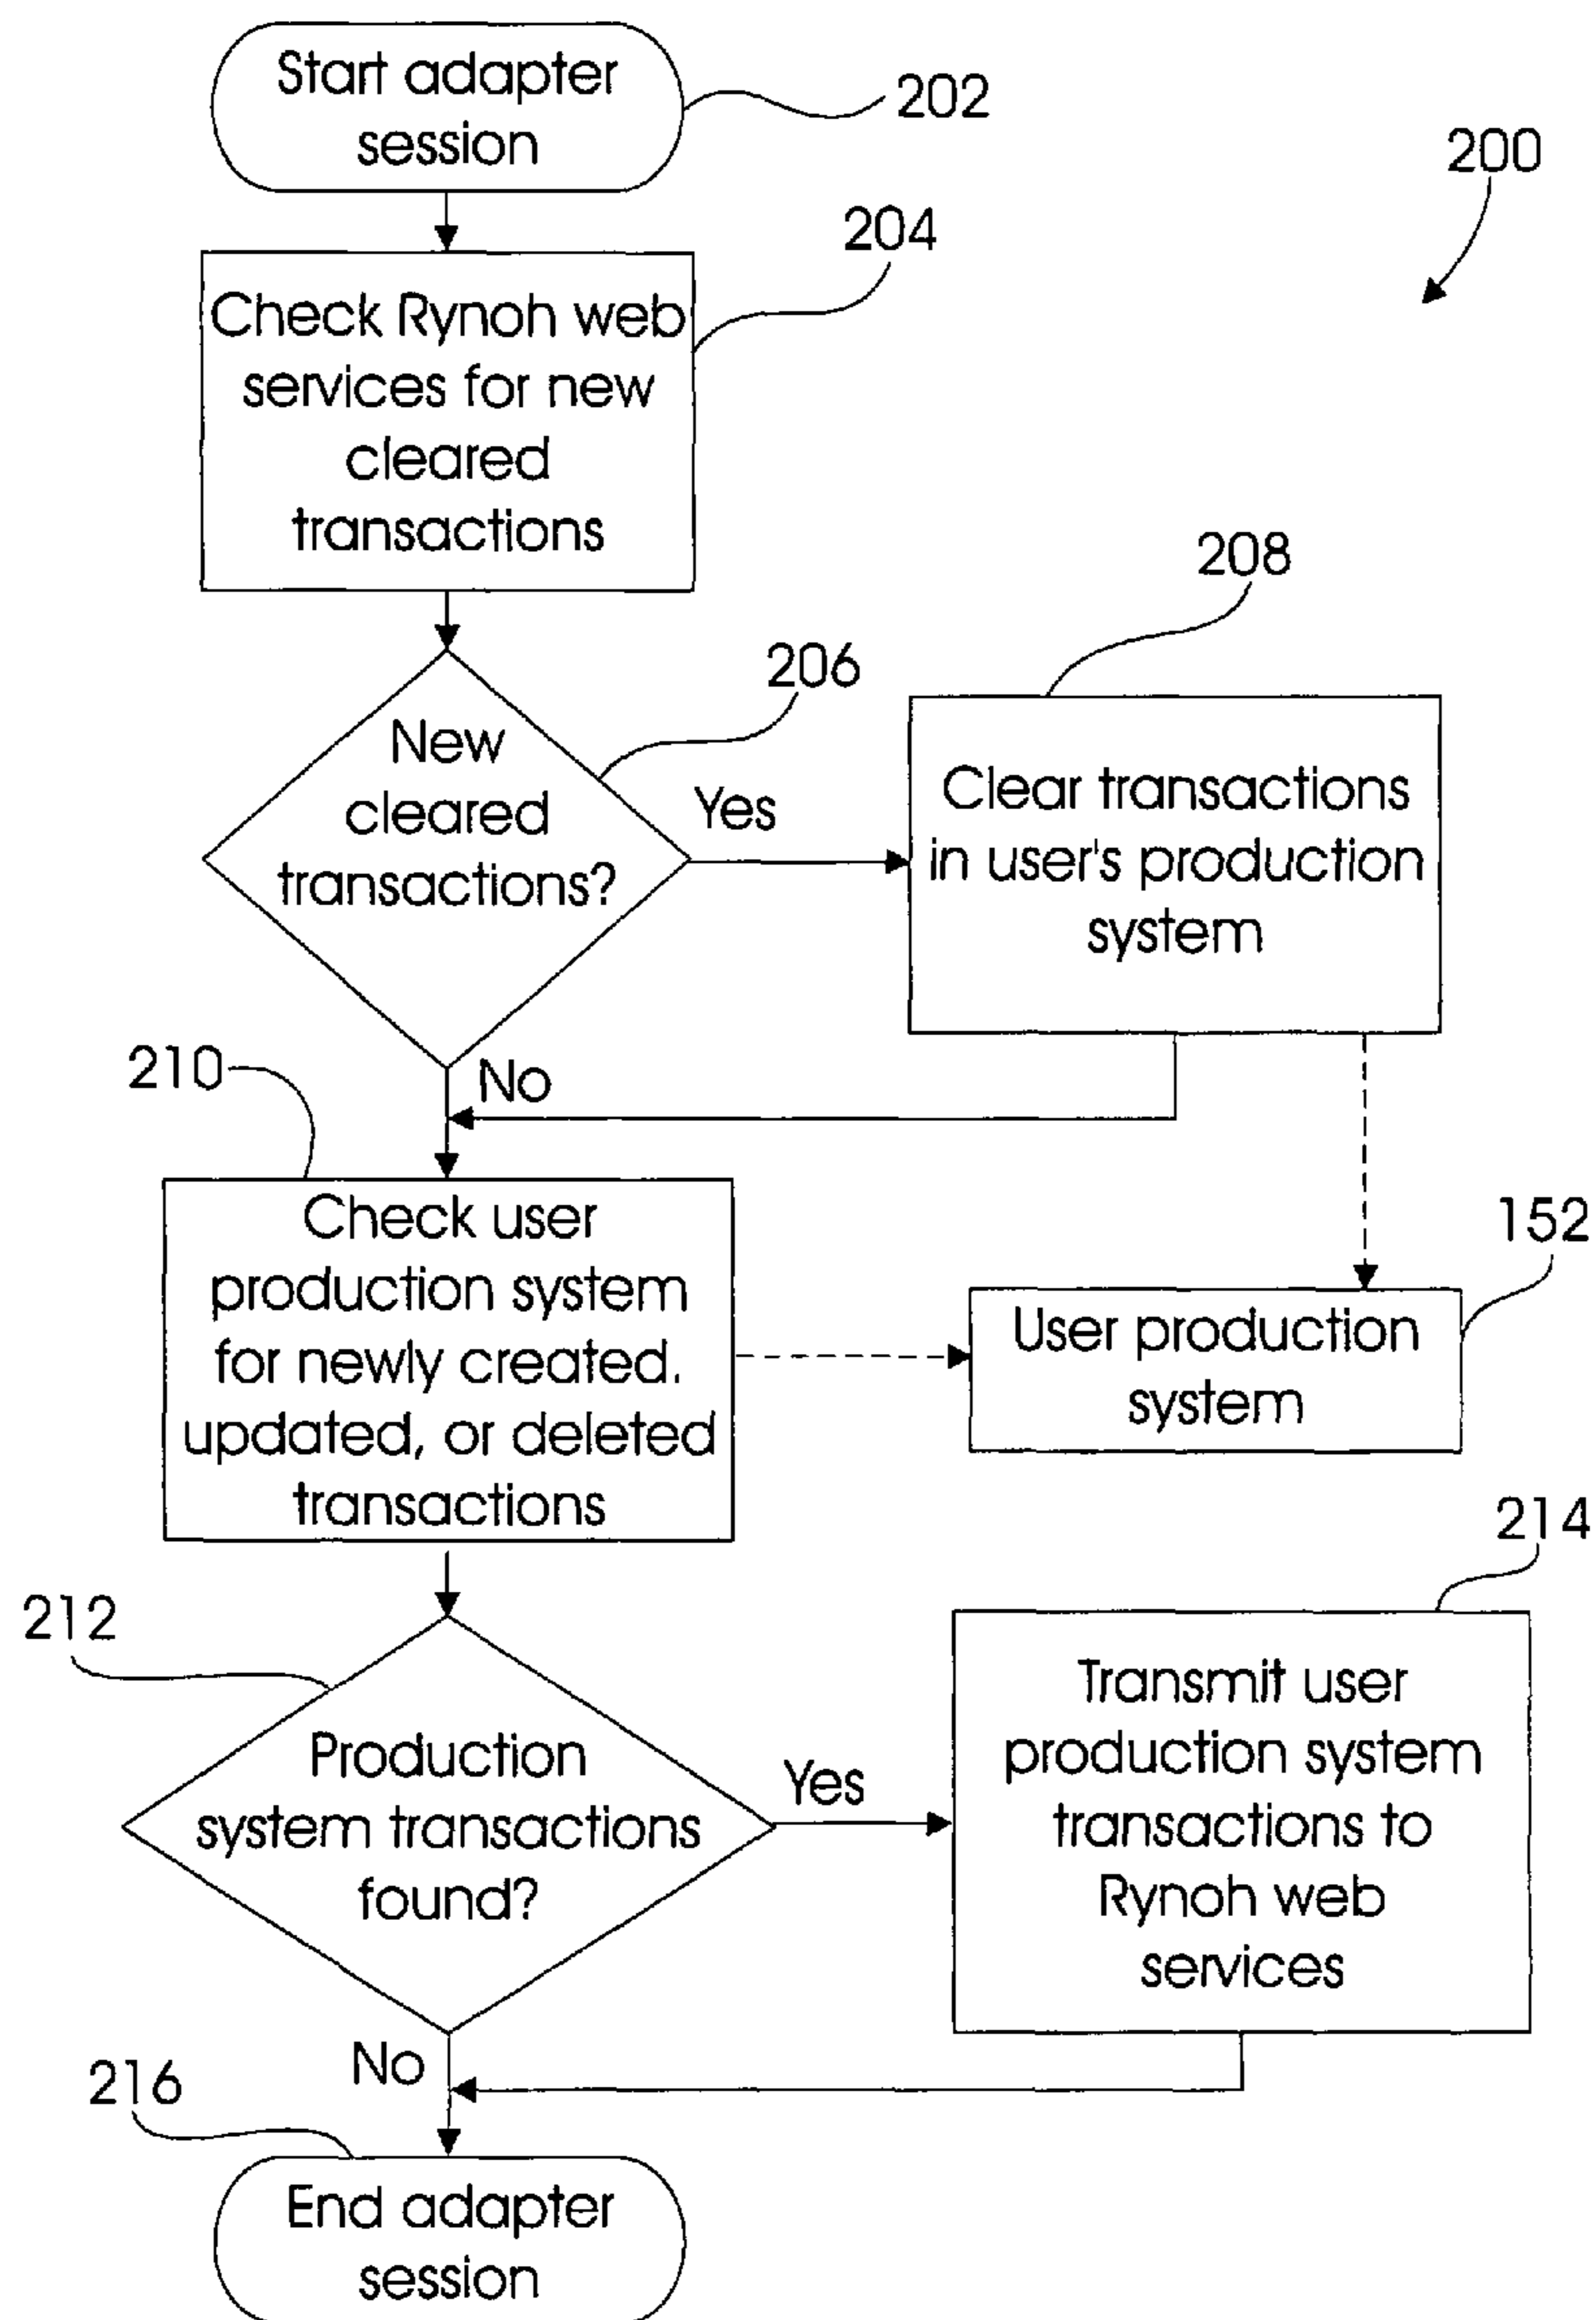 Start adapter
session
202
200
204
Check Rynoh web
services for new
cleared
transactions
208
206
New
cleared
transactions?
Yes
Clear transactions
in user's production
system
210
No
Check user
production system
for newly created.
updated, or deleted
transactions
152
User production
system
214
212
Production
system transactions
found?
Yes
Transmit user
production system
transactions to
Rynoh web
services
No
216
End adapter
session